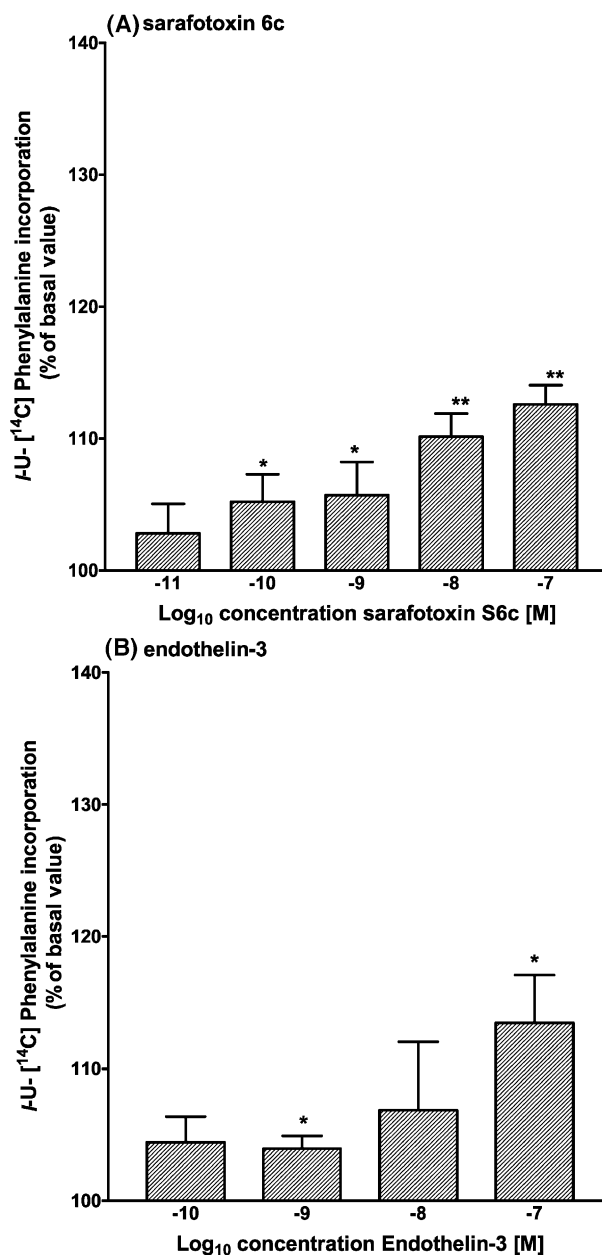 (A) sarafotoxin 6c
l-U- [¹⁴C] Phenylalanine incorporation
(% of basal value)
140
130
120
110
100
*
*
**
**
-11 -10 -9 -8 -7
Log₁₀ concentration sarafotoxin S6c [M]
(B) endothelin-3
l-U- [¹⁴C] Phenylalanine incorporation
(% of basal value)
140
130
120
110
100
*
*
-10 -9 -8 -7
Log₁₀ concentration Endothelin-3 [M]